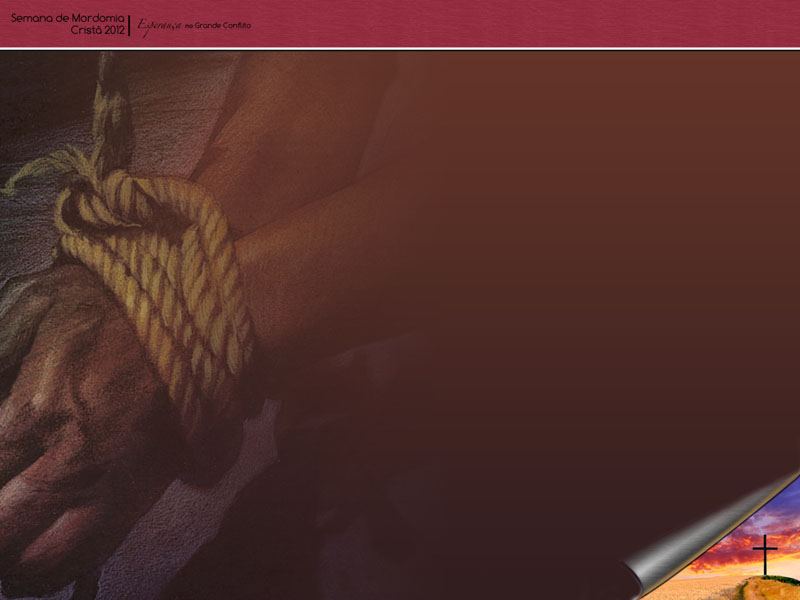 Semana de Mordomia
Cristã 2012
Esperança no Grande Conflito